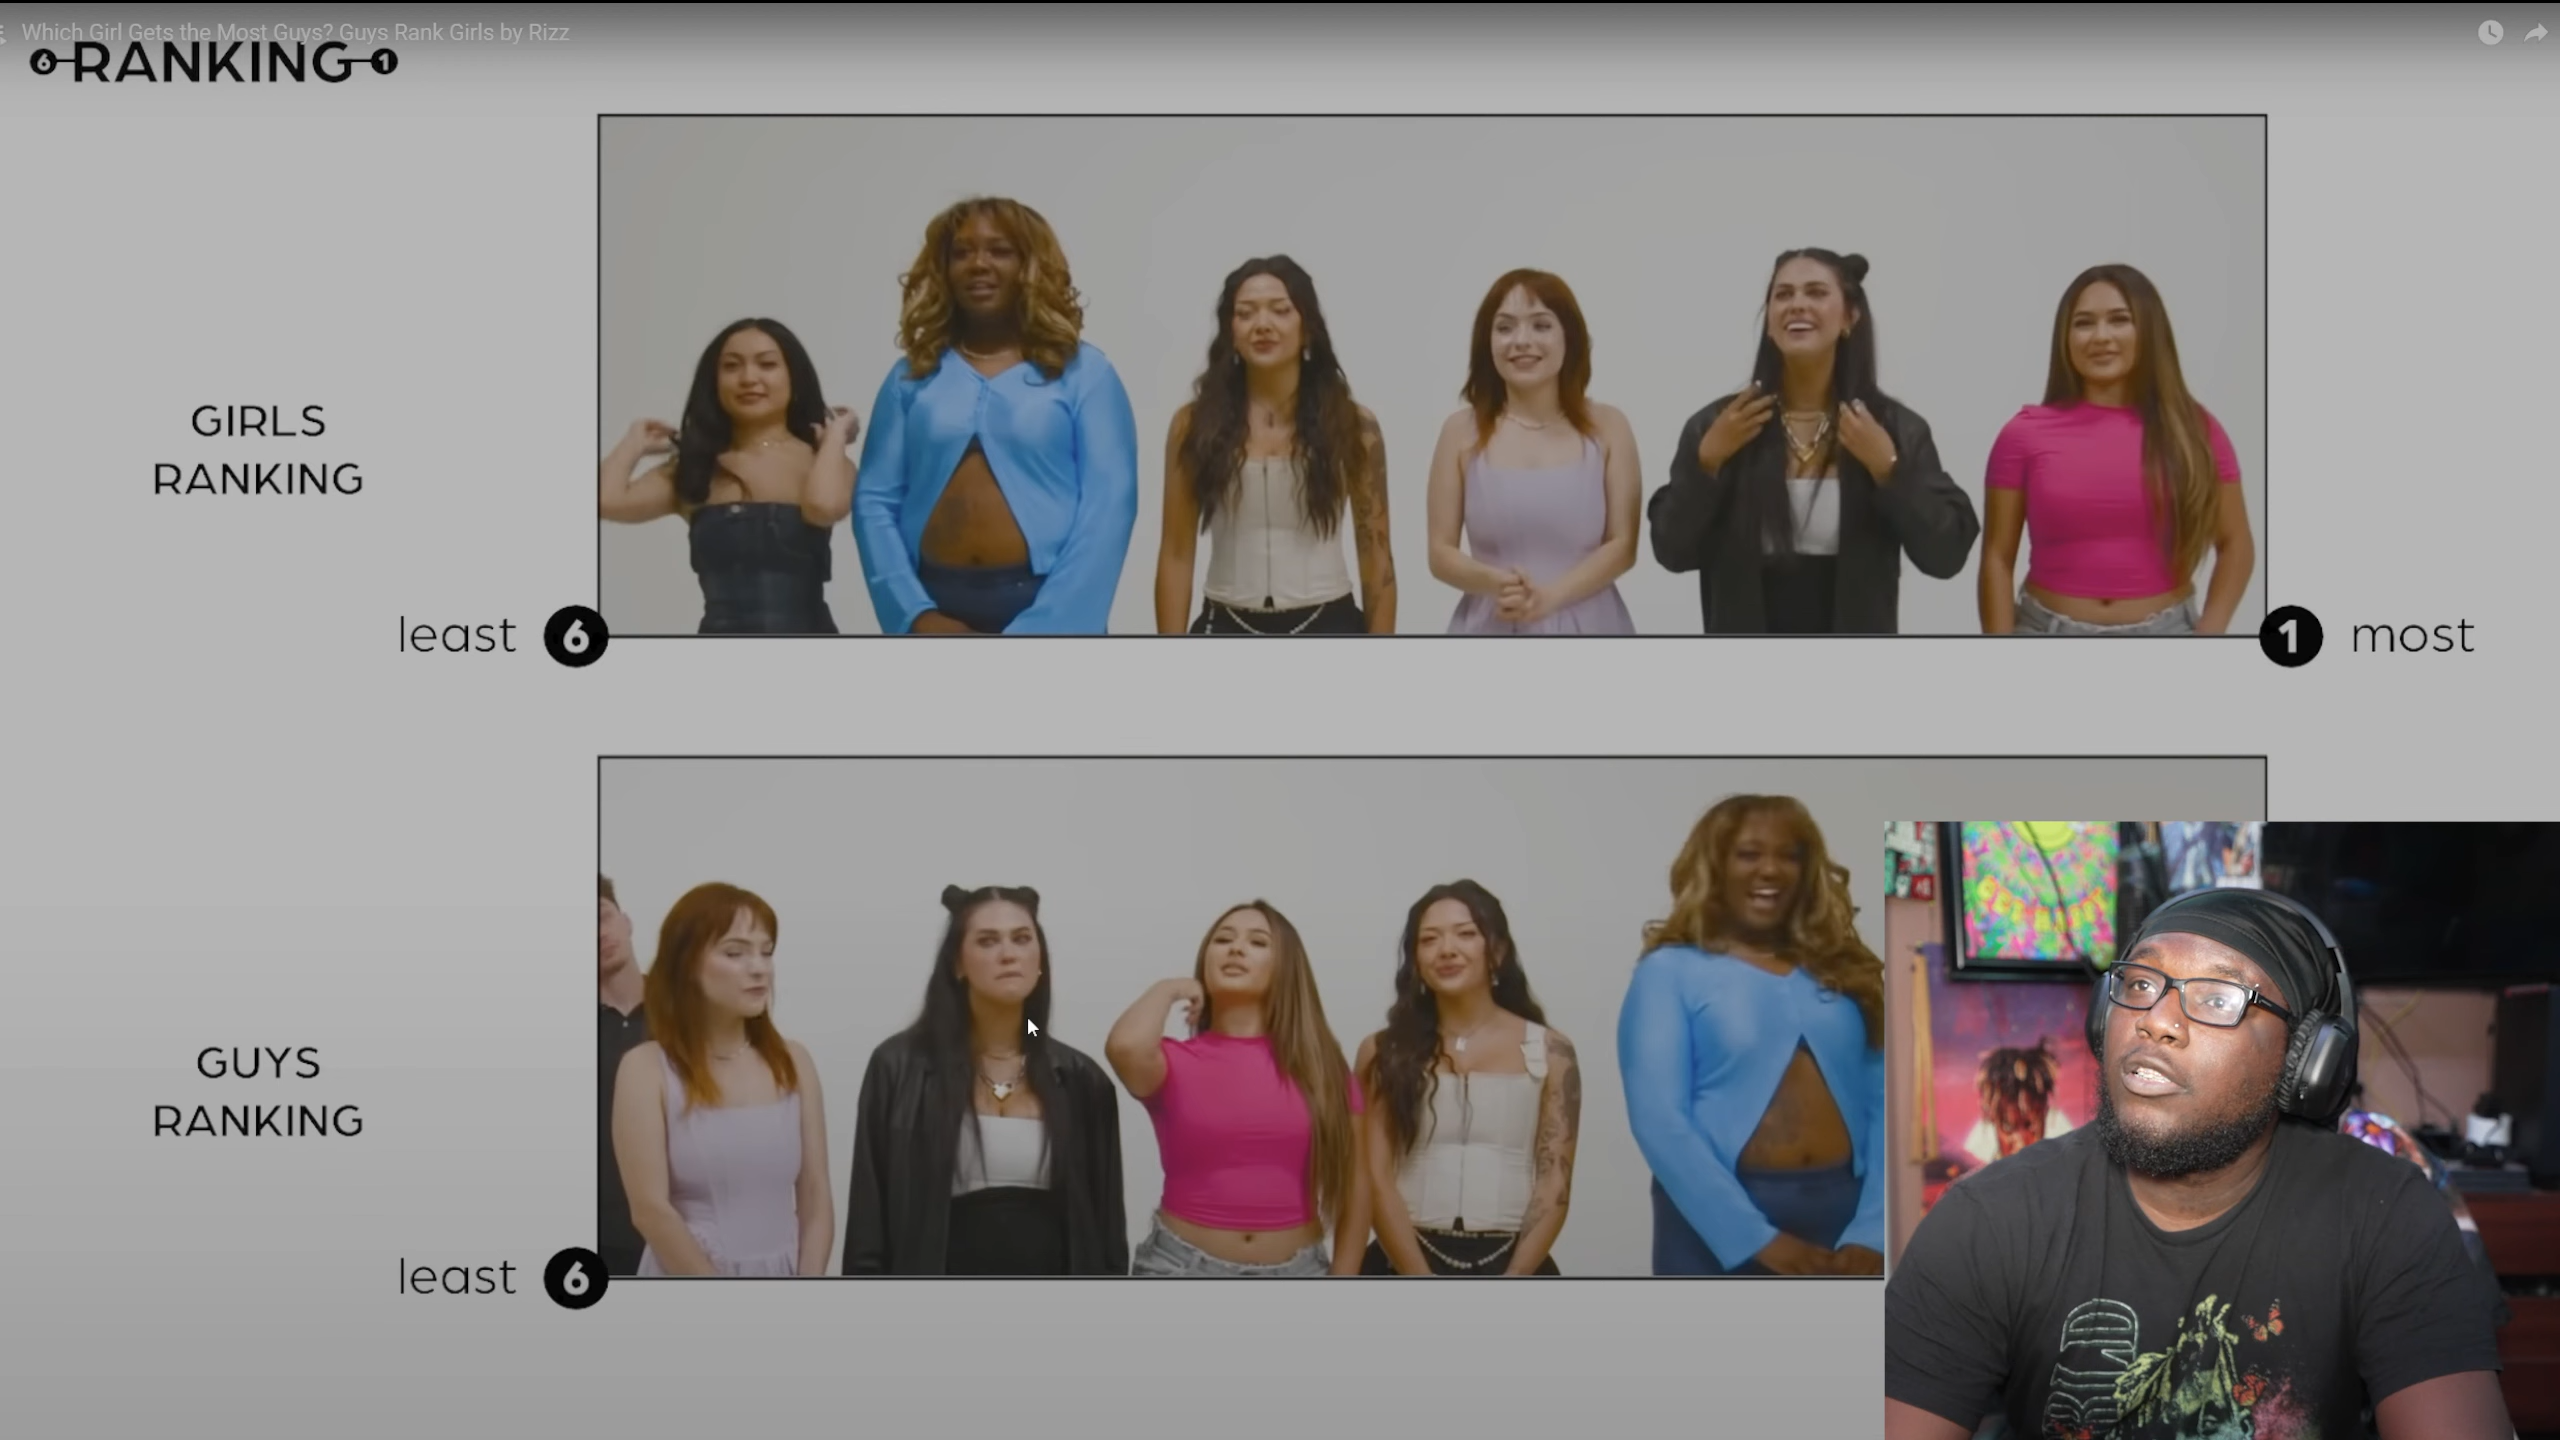 Which Girl Gets the Most Guys? Guys Rank Girls by Rizz
6 RANKING 1
GIRLS
RANKING
least 6
1 most
GUYS
RANKING
least 6